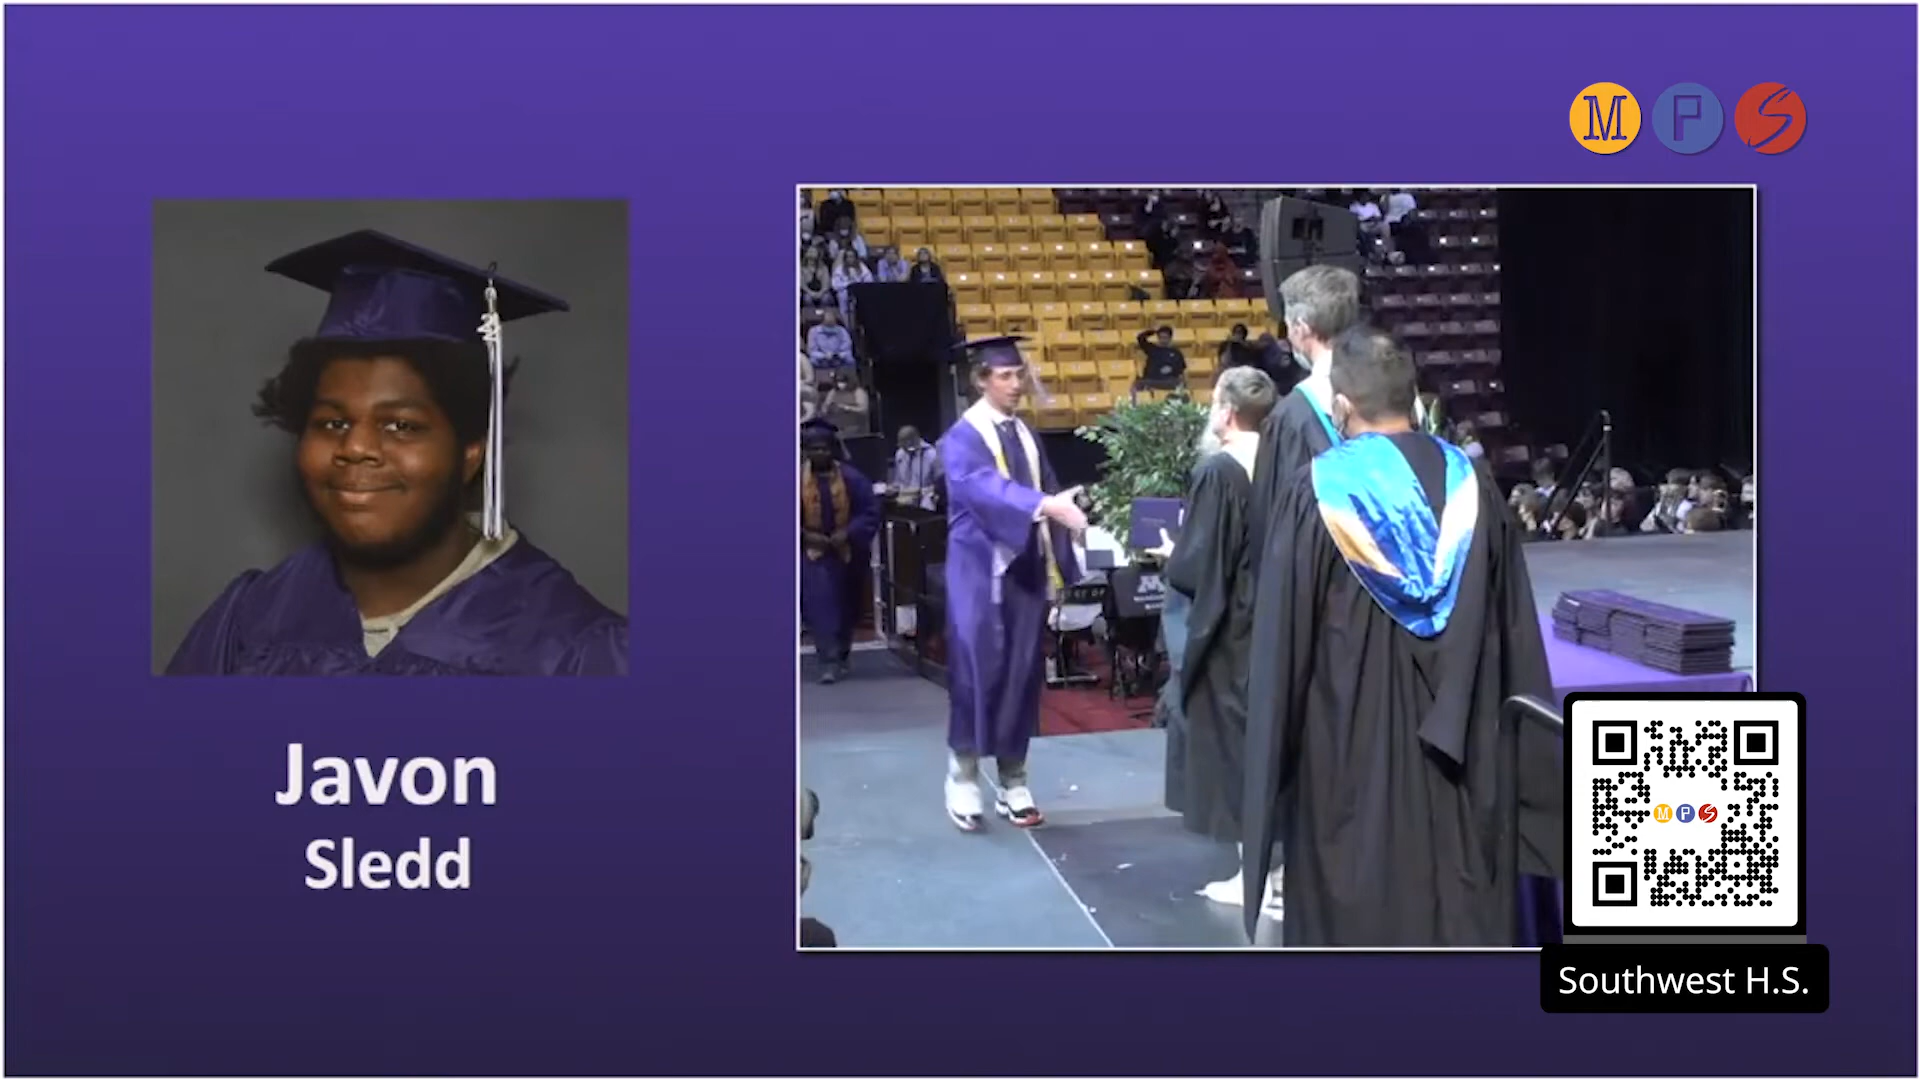 M P S
Javon
Sledd
M P S
Southwest H.S.